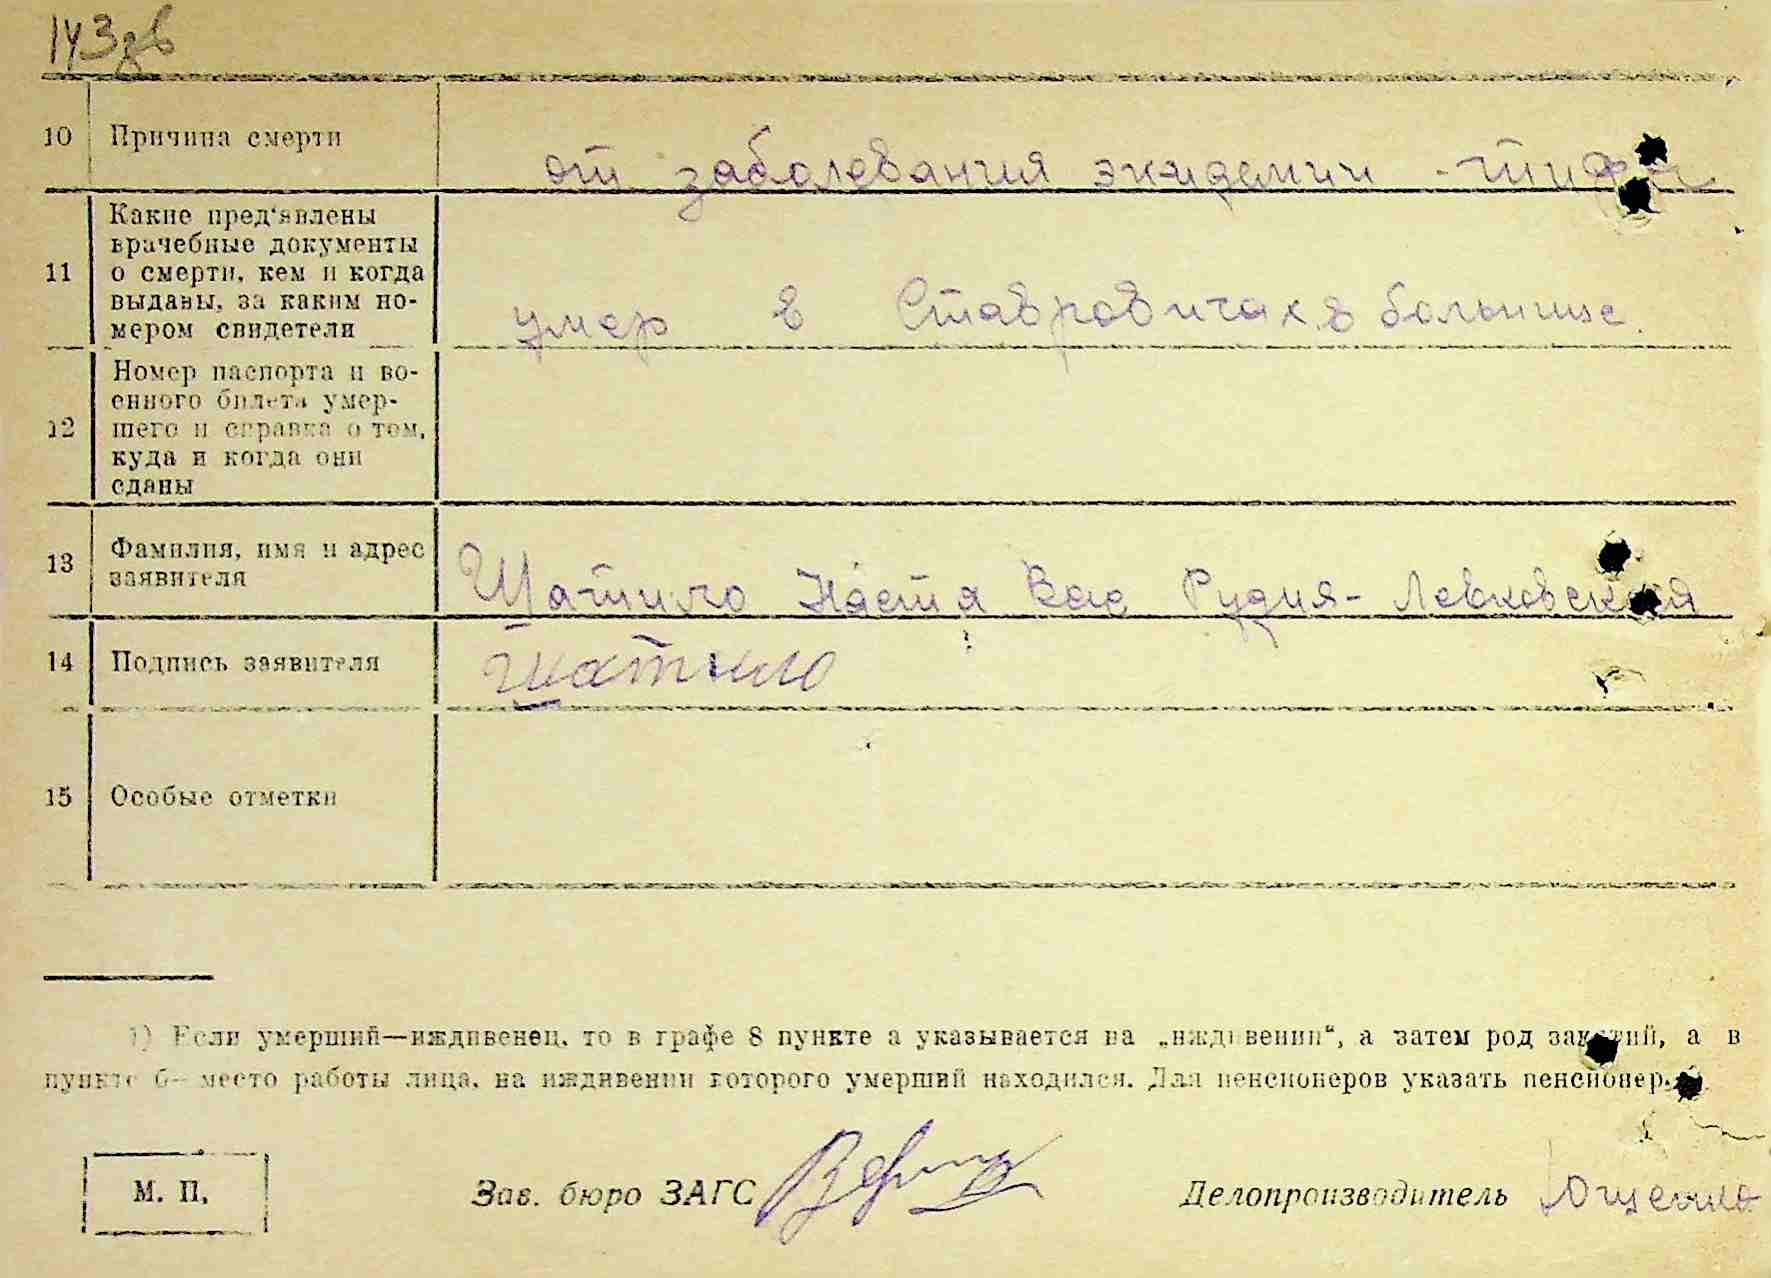 143зв
10 Причина смерти от заболевания экидемии - тифа
11 Какие пред'явлены врачебные документы о смерти, кем и когда выданы, за каким но-мером свидетели
умер в Ставровичах в больнице.
12 Номер паспорта и во-енного билета умер-шего и справка о том, куда и когда они сданы
13 Фамилия, имя и адрес заявителя
Шатило Настя Вас Рудня-Левковская
14 Подпись заявителя Шатило
15 Особые отметки
1) Если умерший—иждивенец, то в графе 8 пункте а указывается на „иждивении“, а затем род занятий, а в
пункте б—место работы лица, на иждивении которого умерший находился. Для пенсионеров указать пенсионер.
М. П. Зав. бюро ЗАГС Делопроизводитель